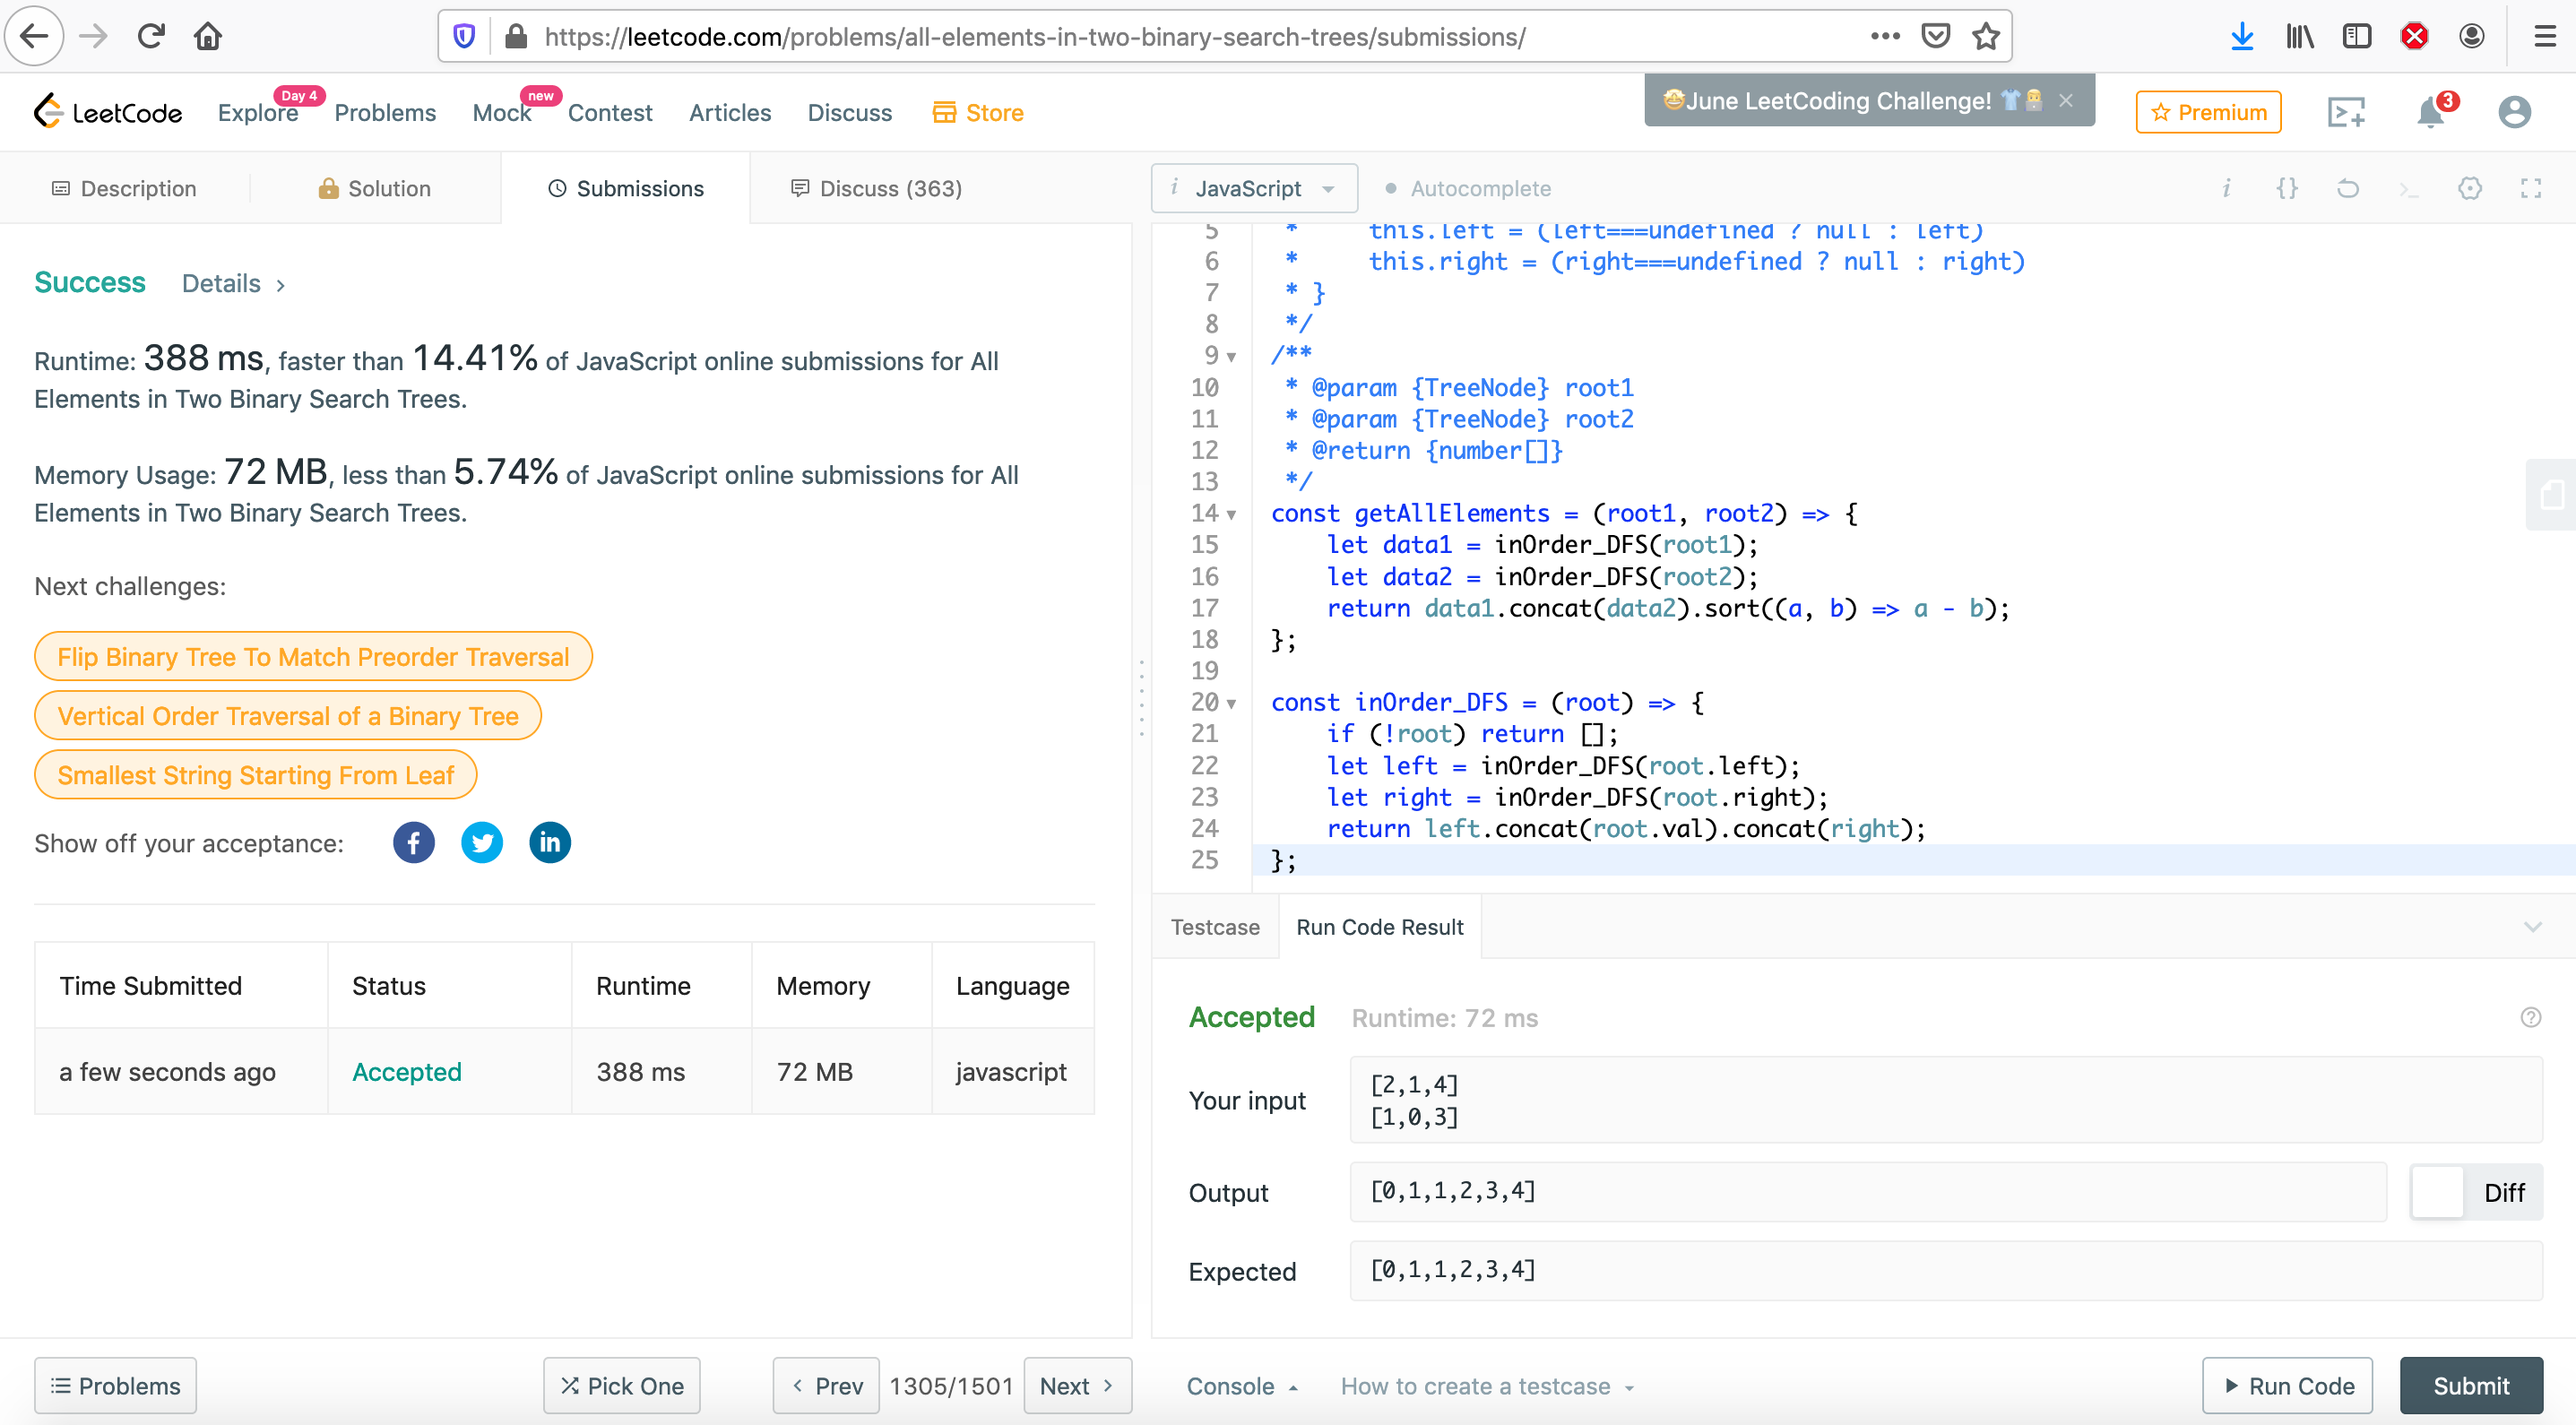 https://leetcode.com/problems/all-elements-in-two-binary-search-trees/submissions/
LeetCode
Explore
Day 4
Problems
Mock
new
Contest
Articles
Discuss
Store
🤩June LeetCoding Challenge! 👕👩‍💻 ×
Premium
3
Description
Solution
Submissions
Discuss (363)
i JavaScript
Autocomplete
Success Details >
Runtime: 388 ms, faster than 14.41% of JavaScript online submissions for All
Elements in Two Binary Search Trees.
Memory Usage: 72 MB, less than 5.74% of JavaScript online submissions for All
Elements in Two Binary Search Trees.
Next challenges:
Flip Binary Tree To Match Preorder Traversal
Vertical Order Traversal of a Binary Tree
Smallest String Starting From Leaf
Show off your acceptance:
Time Submitted Status Runtime Memory Language
a few seconds ago Accepted 388 ms 72 MB javascript
5  *     this.left = (left===undefined ? null : left)
6  *     this.right = (right===undefined ? null : right)
7  * }
8  */
9 /**
10  * @param {TreeNode} root1
11  * @param {TreeNode} root2
12  * @return {number[]}
13  */
14 const getAllElements = (root1, root2) => {
15     let data1 = inOrder_DFS(root1);
16     let data2 = inOrder_DFS(root2);
17     return data1.concat(data2).sort((a, b) => a - b);
18 };
19
20 const inOrder_DFS = (root) => {
21     if (!root) return [];
22     let left = inOrder_DFS(root.left);
23     let right = inOrder_DFS(root.right);
24     return left.concat(root.val).concat(right);
25 };
Testcase
Run Code Result
Accepted Runtime: 72 ms
Your input
[2,1,4]
[1,0,3]
Output
[0,1,1,2,3,4]
Diff
Expected
[0,1,1,2,3,4]
Problems
Pick One
< Prev
1305/1501
Next >
Console
How to create a testcase
Run Code
Submit